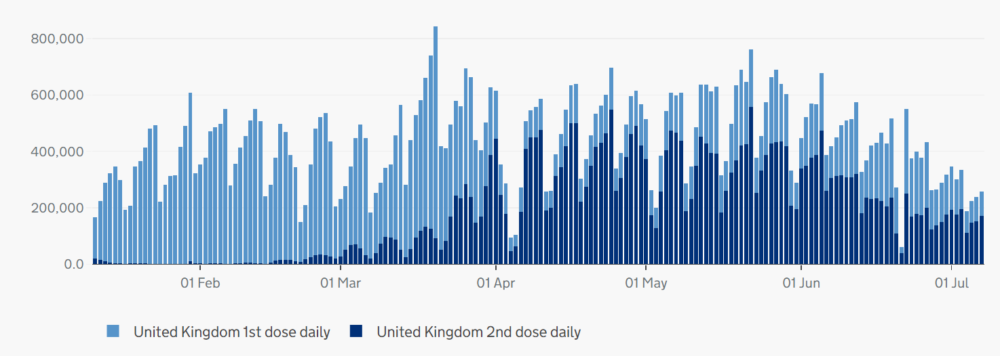 800,000
600,000
400,000
200,000
0.0
01 Feb 01 Mar 01 Apr 01 May 01 Jun 01 Jul
United Kingdom 1st dose daily United Kingdom 2nd dose daily